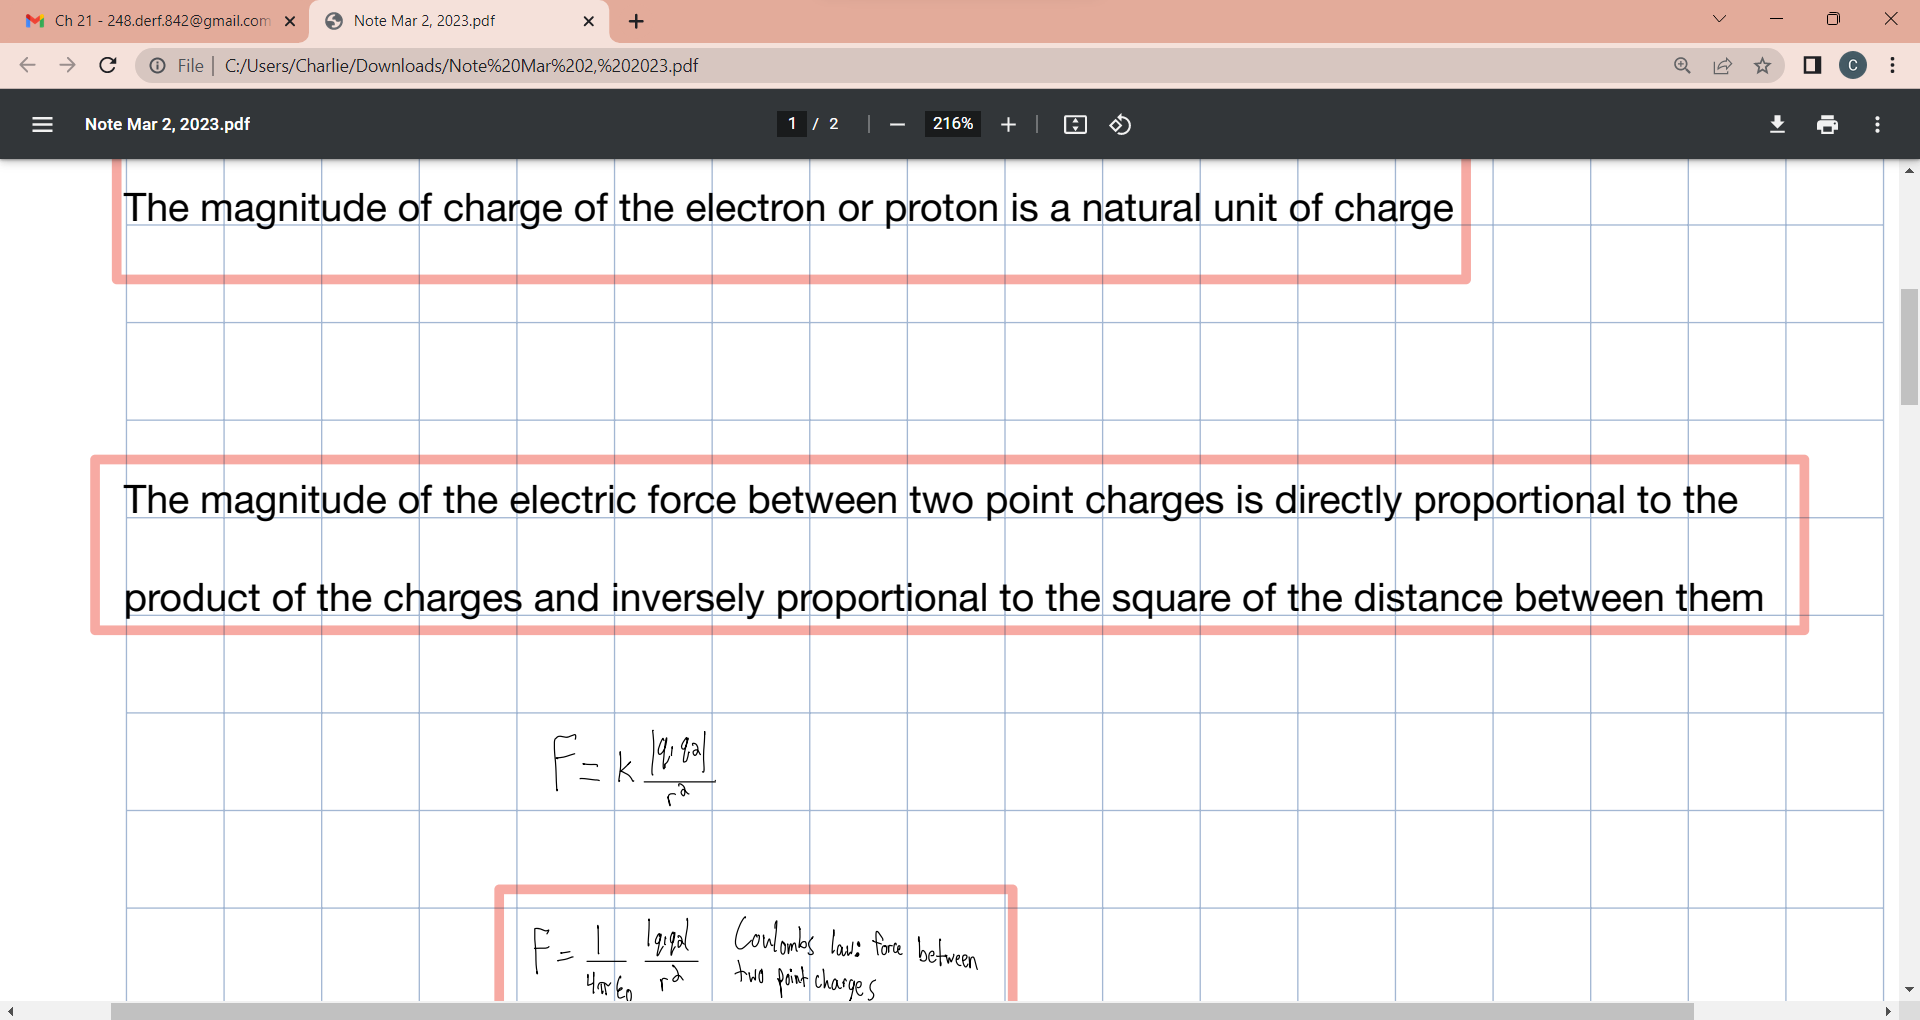 Ch 21 - 248.derf.842@gmail.com
Note Mar 2, 2023.pdf
File | C:/Users/Charlie/Downloads/Note%20Mar%202,%202023.pdf
C
Note Mar 2, 2023.pdf
1 / 2
216%
The magnitude of charge of the electron or proton is a natural unit of charge
The magnitude of the electric force between two point charges is directly proportional to the
product of the charges and inversely proportional to the square of the distance between them
F = k |q₁q₂| / r²
F = 1/4πε₀ |q₁q₂| / r² Coulombs law: force between
two point charges